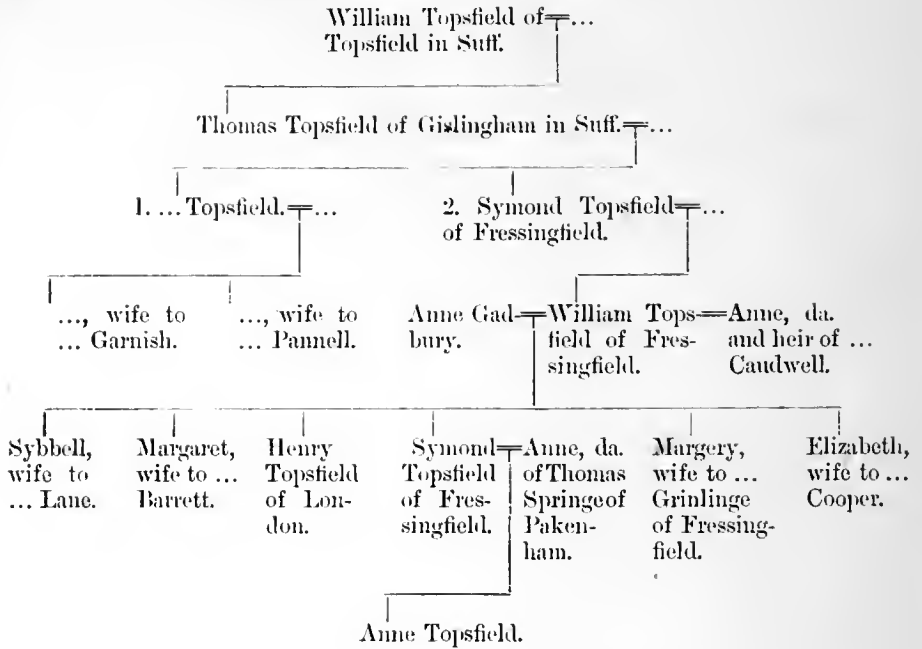 William Topsfield of=...
Topsfield in Suff.
Thomas Topsfield of Gislingham in Suff.=...
1. ... Topsfield.=...
2. Symond Topsfield=...
of Fressingfield.
..., wife to
... Garnish.
..., wife to
... Pannell.
Anne Gad-=
bury.
William Tops-=
field of Fres-
singfield.
Anne, da.
and heir of ...
Caudwell.
Sybbell,
wife to
... Lane.
Margaret,
wife to ...
Barrett.
Henry
Topsfield
of Lon-
don.
Symond=
Topsfield
of Fres-
singfield.
Anne, da.
of Thomas
Springe of
Paken-
ham.
Margery,
wife to ...
Grinlinge
of Fressing-
field.
Elizabeth,
wife to ...
Cooper.
Anne Topsfield.